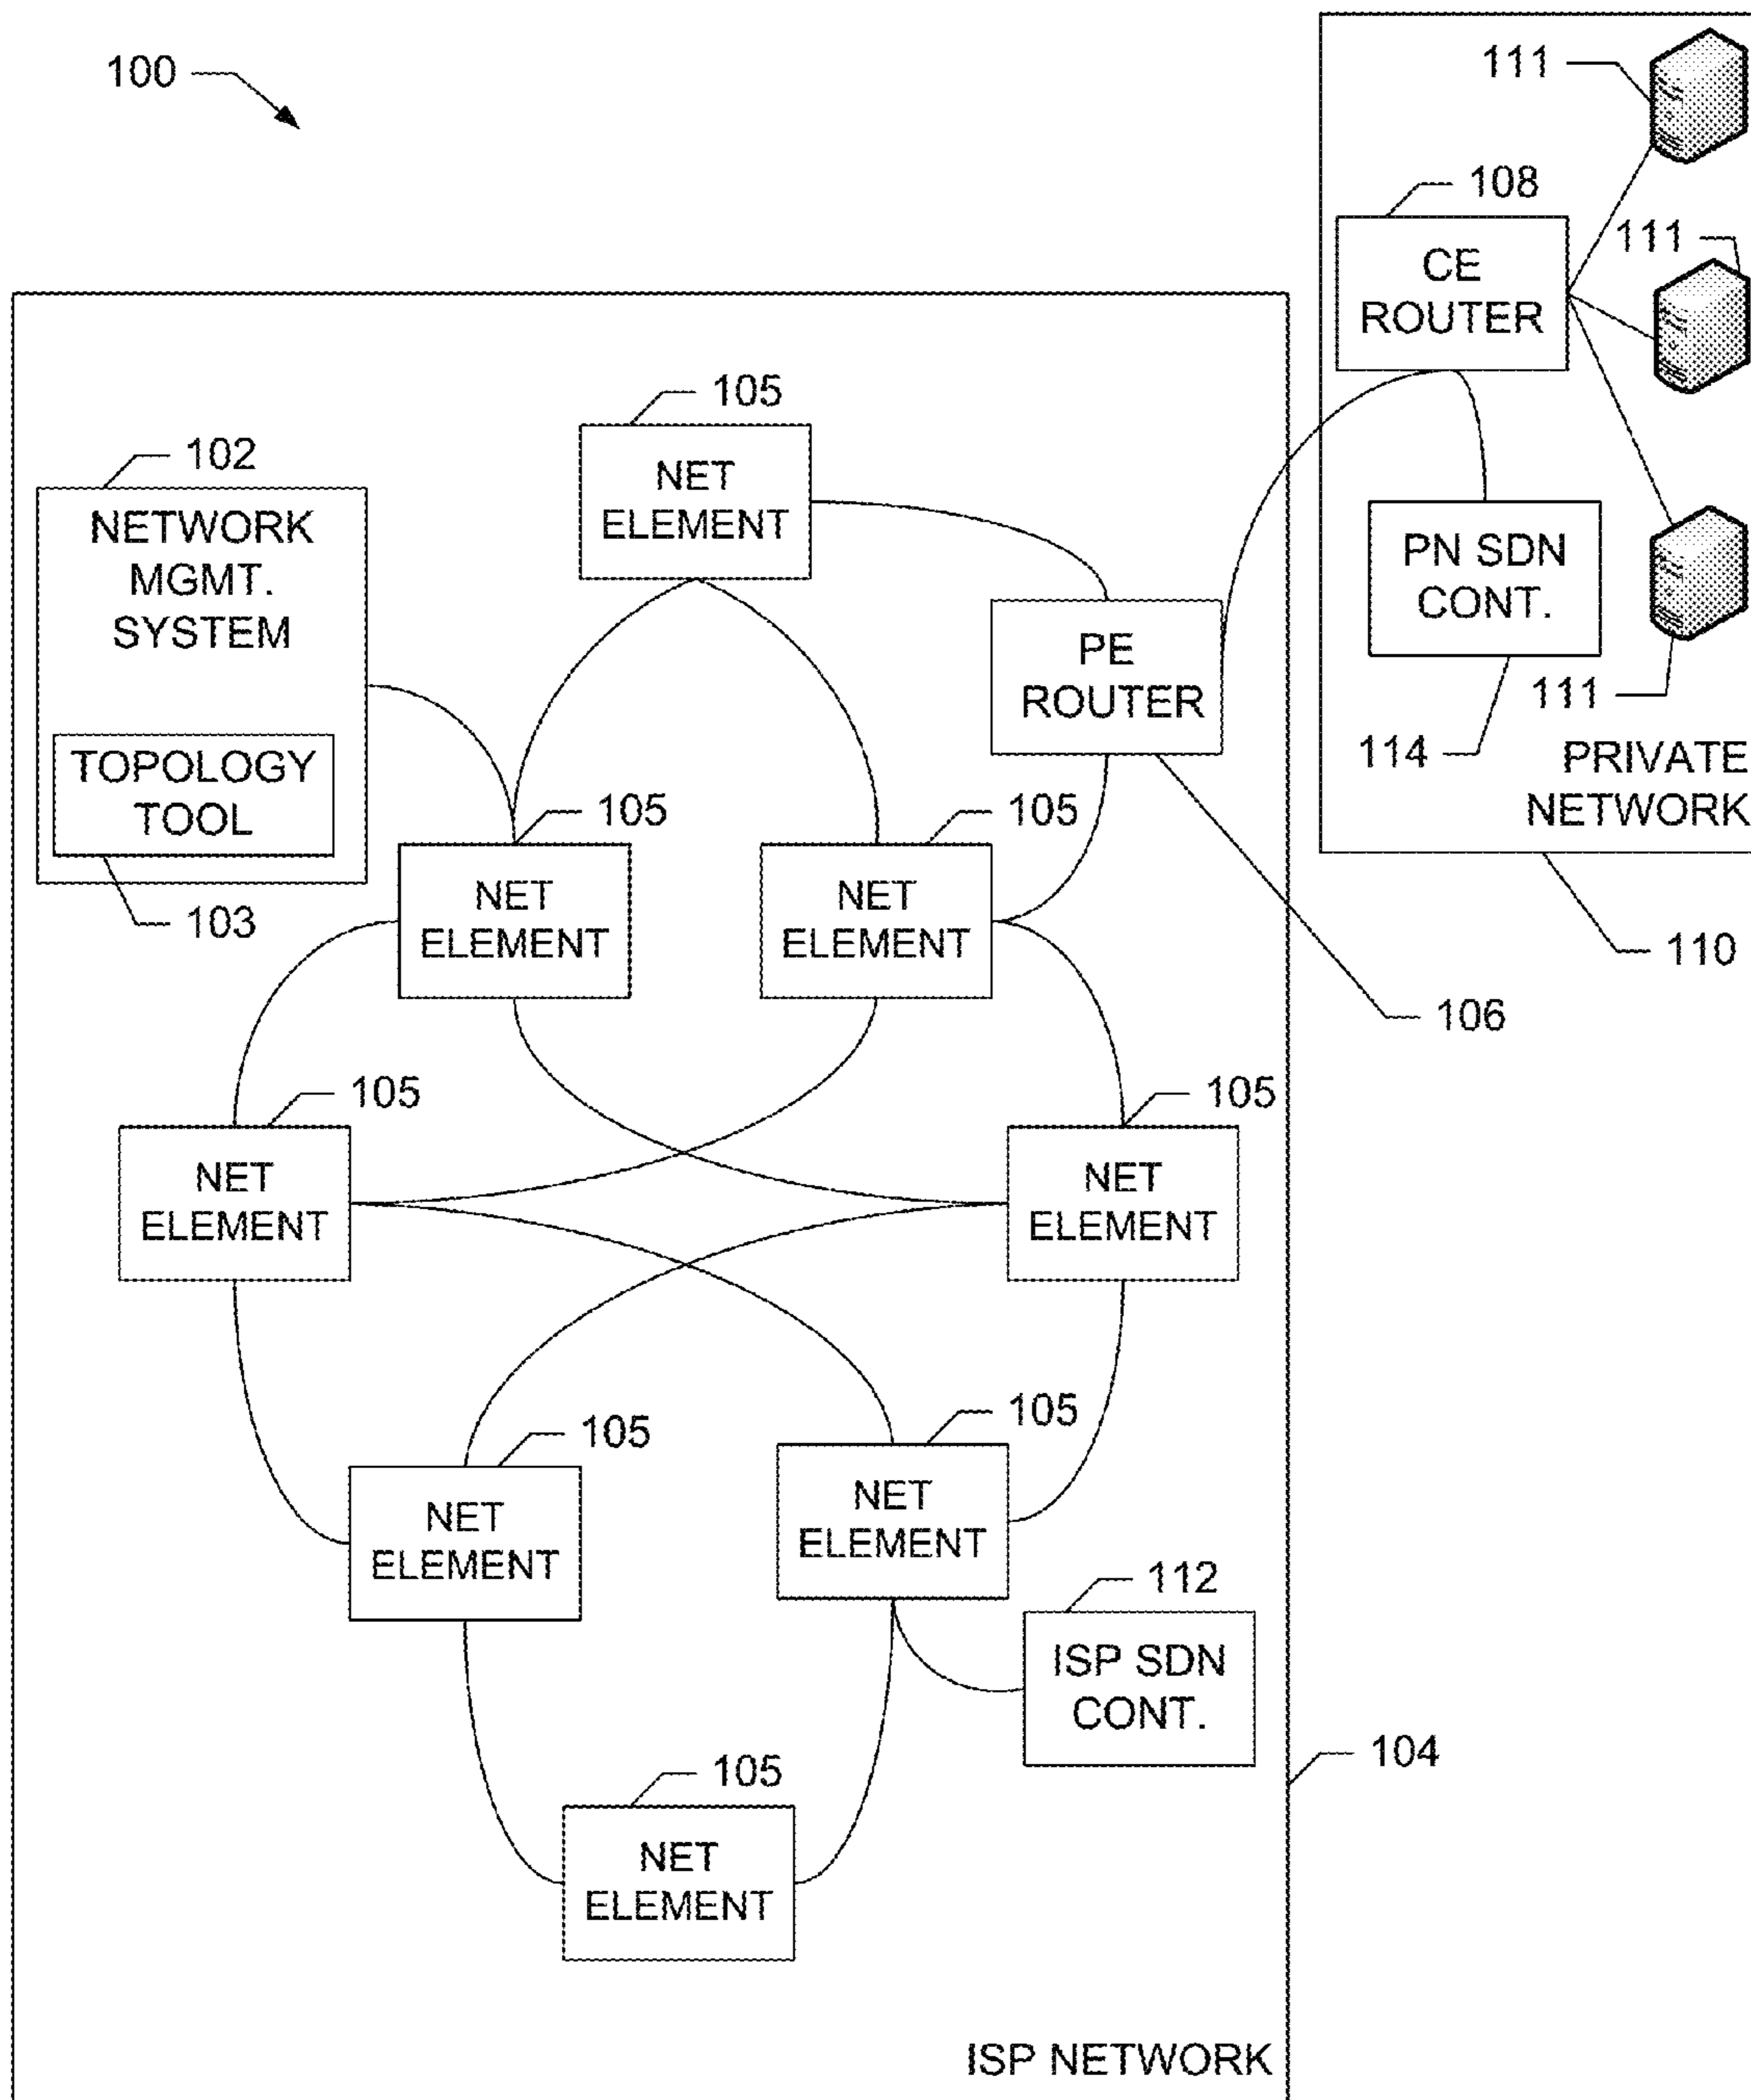 100
111
108
CE
ROUTER
111
105
NET
ELEMENT
102
NETWORK
MGMT.
SYSTEM
PN SDN
CONT.
PE
ROUTER
111
114
PRIVATE
NETWORK
TOPOLOGY
TOOL
105
105
103
NET
ELEMENT
NET
ELEMENT
110
106
105
105
NET
ELEMENT
NET
ELEMENT
105
105
NET
ELEMENT
NET
ELEMENT
112
ISP SDN
CONT.
104
105
NET
ELEMENT
ISP NETWORK